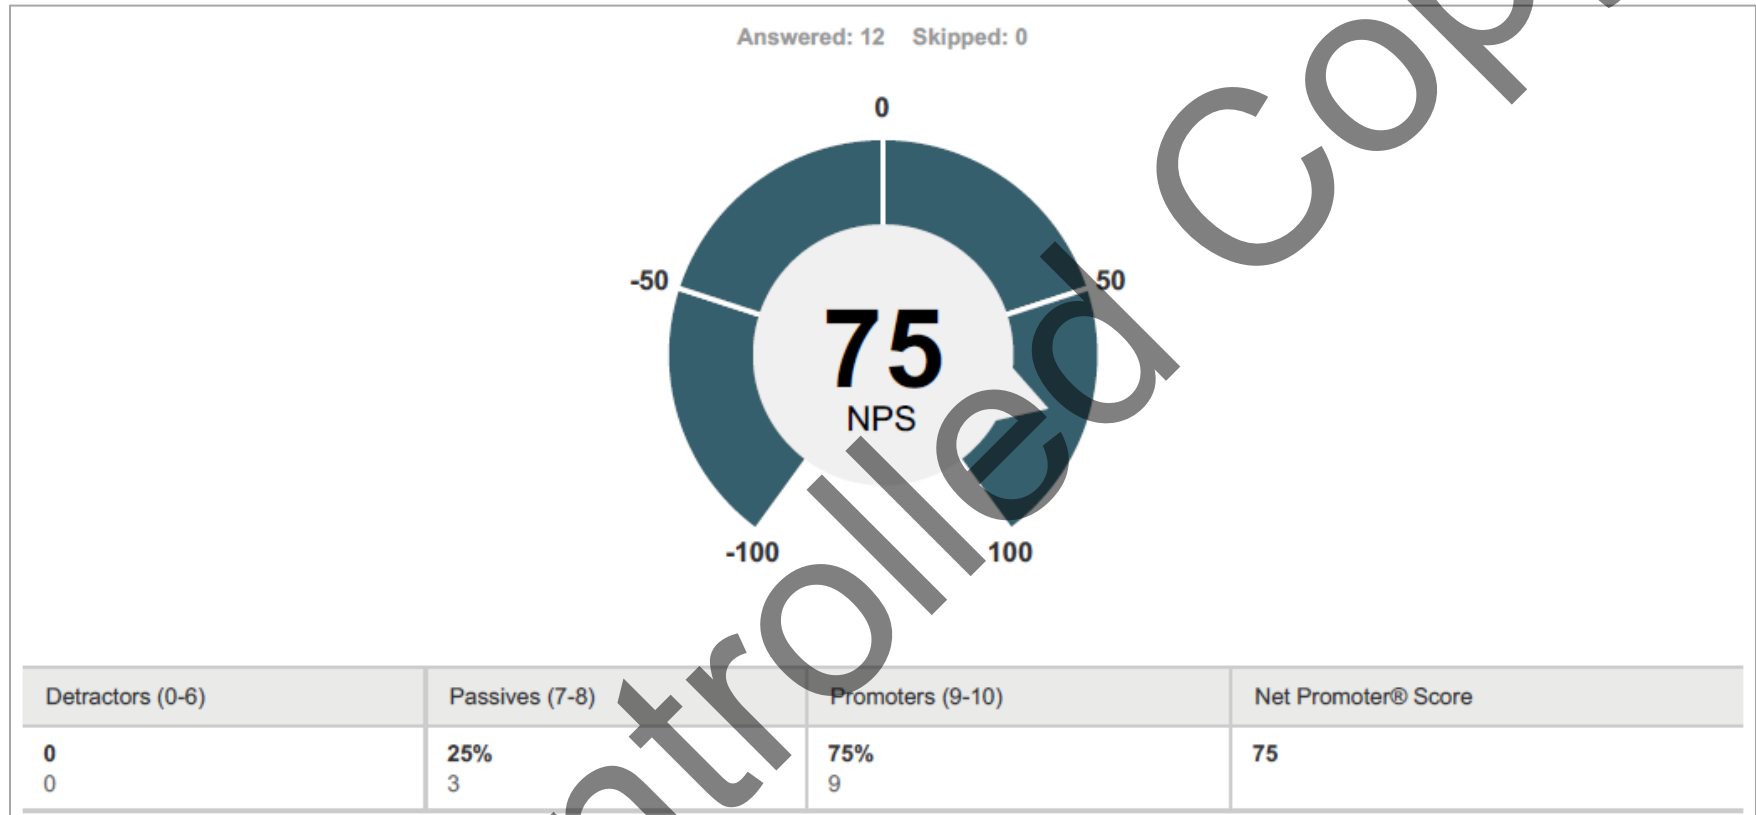 Answered: 12 Skipped: 0
0
-50
50
75
NPS
-100
100
Detractors (0-6) Passives (7-8) Promoters (9-10) Net Promoter® Score
0 25% 75% 75
0 3 9
ntrolled Cop